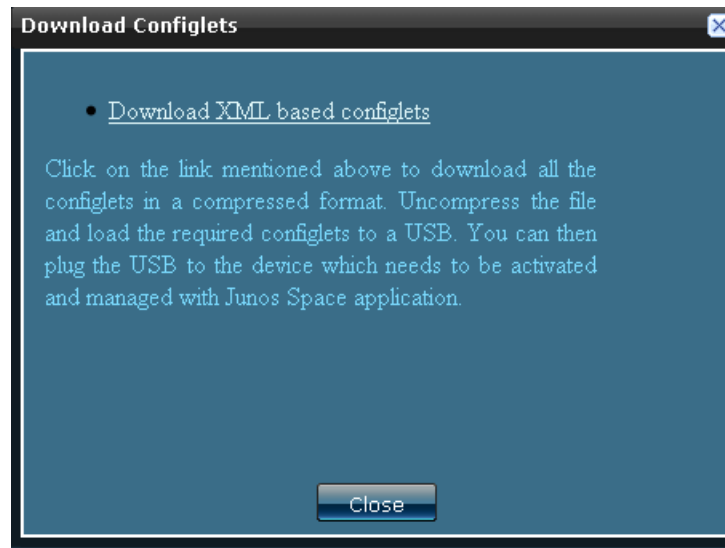 Download Configlets
Download XML based configlets
Click on the link mentioned above to download all the
configlets in a compressed format. Uncompress the file
and load the required configlets to a USB. You can then
plug the USB to the device which needs to be activated
and managed with Junos Space application.
Close